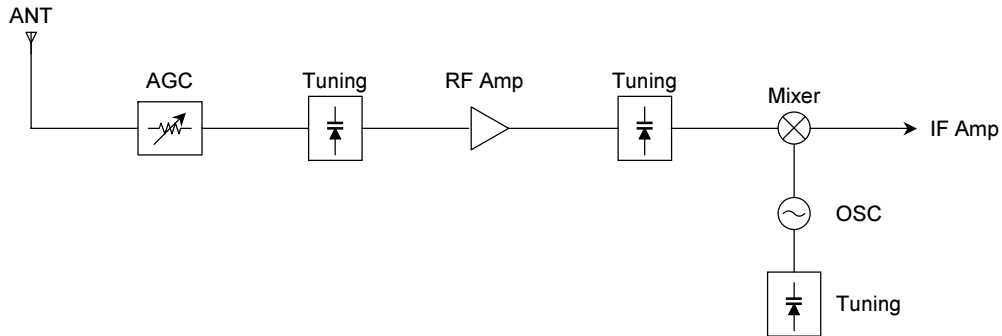 ANT
AGC
Tuning
RF Amp
Tuning
Mixer
IF Amp
OSC
Tuning